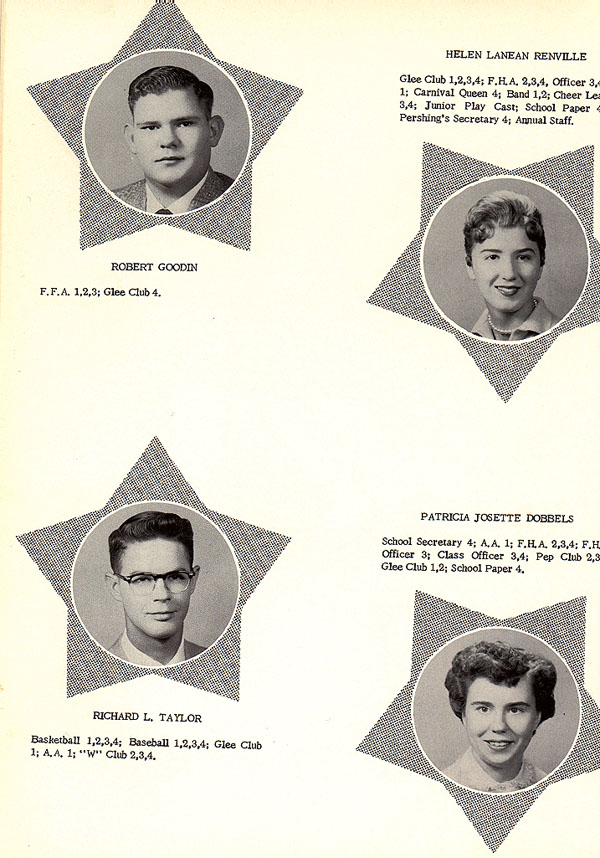 ROBERT GOODIN
F.F.A. 1,2,3; Glee Club 4.
HELEN LANEAN RENVILLE
Glee Club 1,2,3,4; F.H.A. 2,3,4, Officer 3,
1; Carnival Queen 4; Band 1,2; Cheer
3,4; Junior Play Cast; School Paper
Pershing's Secretary 4; Annual Staff.
RICHARD L. TAYLOR
Basketball 1,2,3,4; Baseball 1,2,3,4; Glee Club
1; A.A. 1; "W" Club 2,3,4.
PATRICIA JOSETTE DOBBELS
School Secretary 4; A.A. 1; F.H.A. 2,3,4; F.H.
Officer 3; Class Officer 3,4; Pep Club 2,3
Glee Club 1,2; School Paper 4.